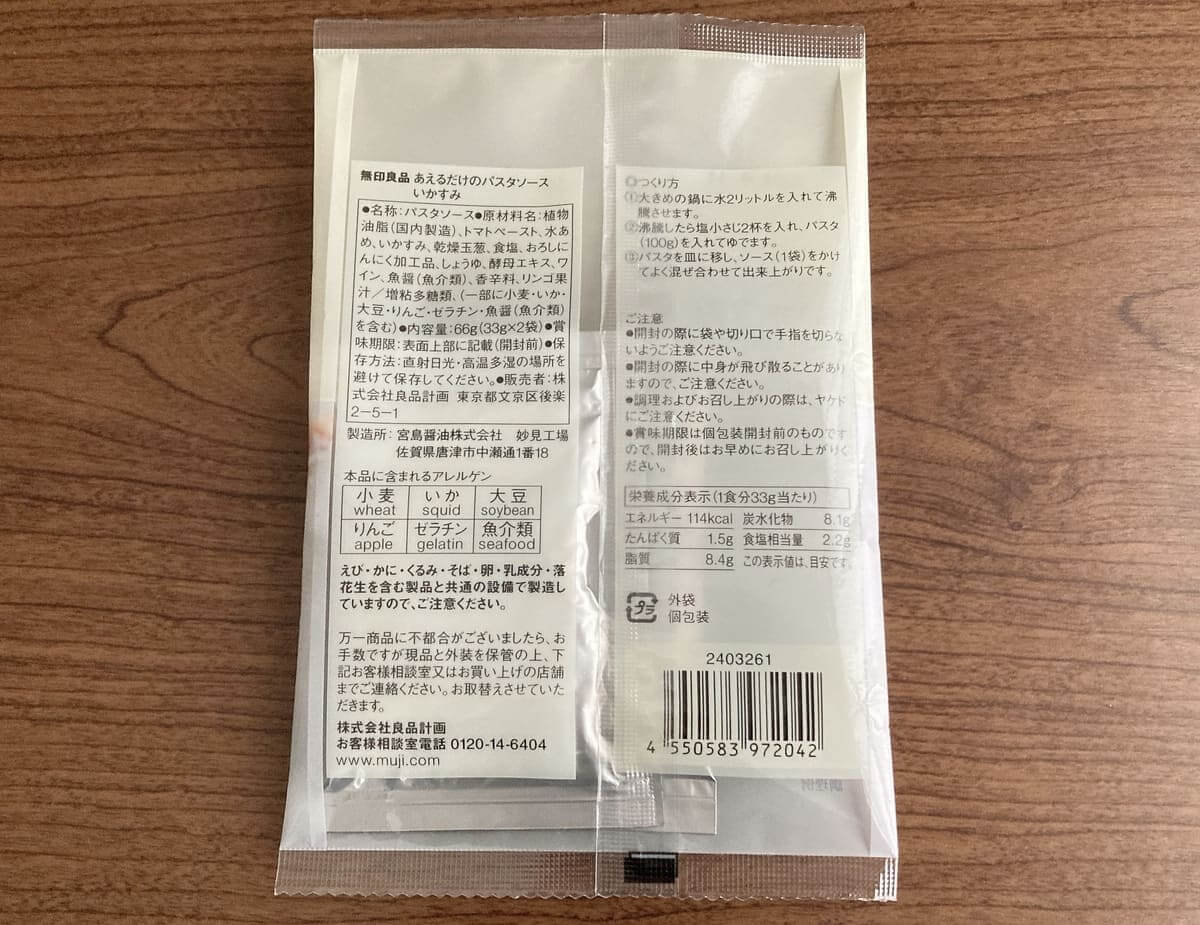 無印良品 あえるだけのパスタソース
いかすみ
●名称：パスタソース●原材料名：植物
油脂（国内製造）、トマトペースト、水あ
め、いかすみ、乾燥玉葱、食塩、おろしに
んにく加工品、しょうゆ、酵母エキス、ワ
イン、魚醤（魚介類）、香辛料、リンゴ果
汁／増粘多糖類、（一部に小麦・いか・
大豆・りんご・ゼラチン・魚醤（魚介類）
を含む）●内容量：66g（33g×2袋）●賞
味期限：表面上部に記載（開封前）●保
存方法：直射日光・高温多湿の場所を
避けて保存してください。●販売者：株
式会社良品計画 東京都文京区後楽
2-5-1
製造所：宮島醤油株式会社 妙見工場
佐賀県唐津市中瀬通1番18
本品に含まれるアレルゲン
小麦 いか 大豆
wheat squid soybean
りんご ゼラチン 魚介類
apple gelatin seafood
えび・かに・くるみ・そば・卵・乳成分・落
花生を含む製品と共通の設備で製造し
ていますので、ご注意ください。
万一商品に不都合がございましたら、お
手数ですが現品と外装を保管の上、下
記お客様相談室又はお買い上げの店舗
までご連絡ください。お取替えさせていた
だきます。
株式会社良品計画
お客様相談室電話 0120-14-6404
www.muji.com
◎つくり方
①大きめの鍋に水2リットルを入れて沸
騰させます。
②沸騰したら塩小さじ2杯を入れ、パスタ
（100g）を入れてゆでます。
③パスタを皿に移し、ソース（1袋）をかけ
てよく混ぜ合わせて出来上がりです。
ご注意
●開封の際に袋や切り口で手指を切らな
いようご注意ください。
●開封の際に中身が飛び散ることがあり
ますので、ご注意ください。
●調理およびお召し上がりの際は、ヤケド
にご注意ください。
●賞味期限は個包装開封前のものです
ので、開封後はお早めにお召し上がりく
ださい。
栄養成分表示（1食分33g当たり）
エネルギー 114kcal 炭水化物 8.1g
たんぱく質 1.5g 食塩相当量 2.2g
脂質 8.4g この表示値は、目安です。
プラ 外袋
個包装
2403261
4 550583 972042
調理例